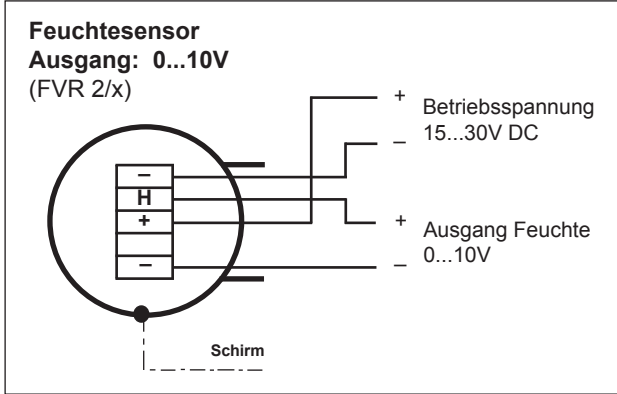 Feuchtesensor
Ausgang: 0...10V
(FVR 2/x)
+
Betriebsspannung
–
15...30V DC
–
H
+
–
+
Ausgang Feuchte
–
0...10V
Schirm